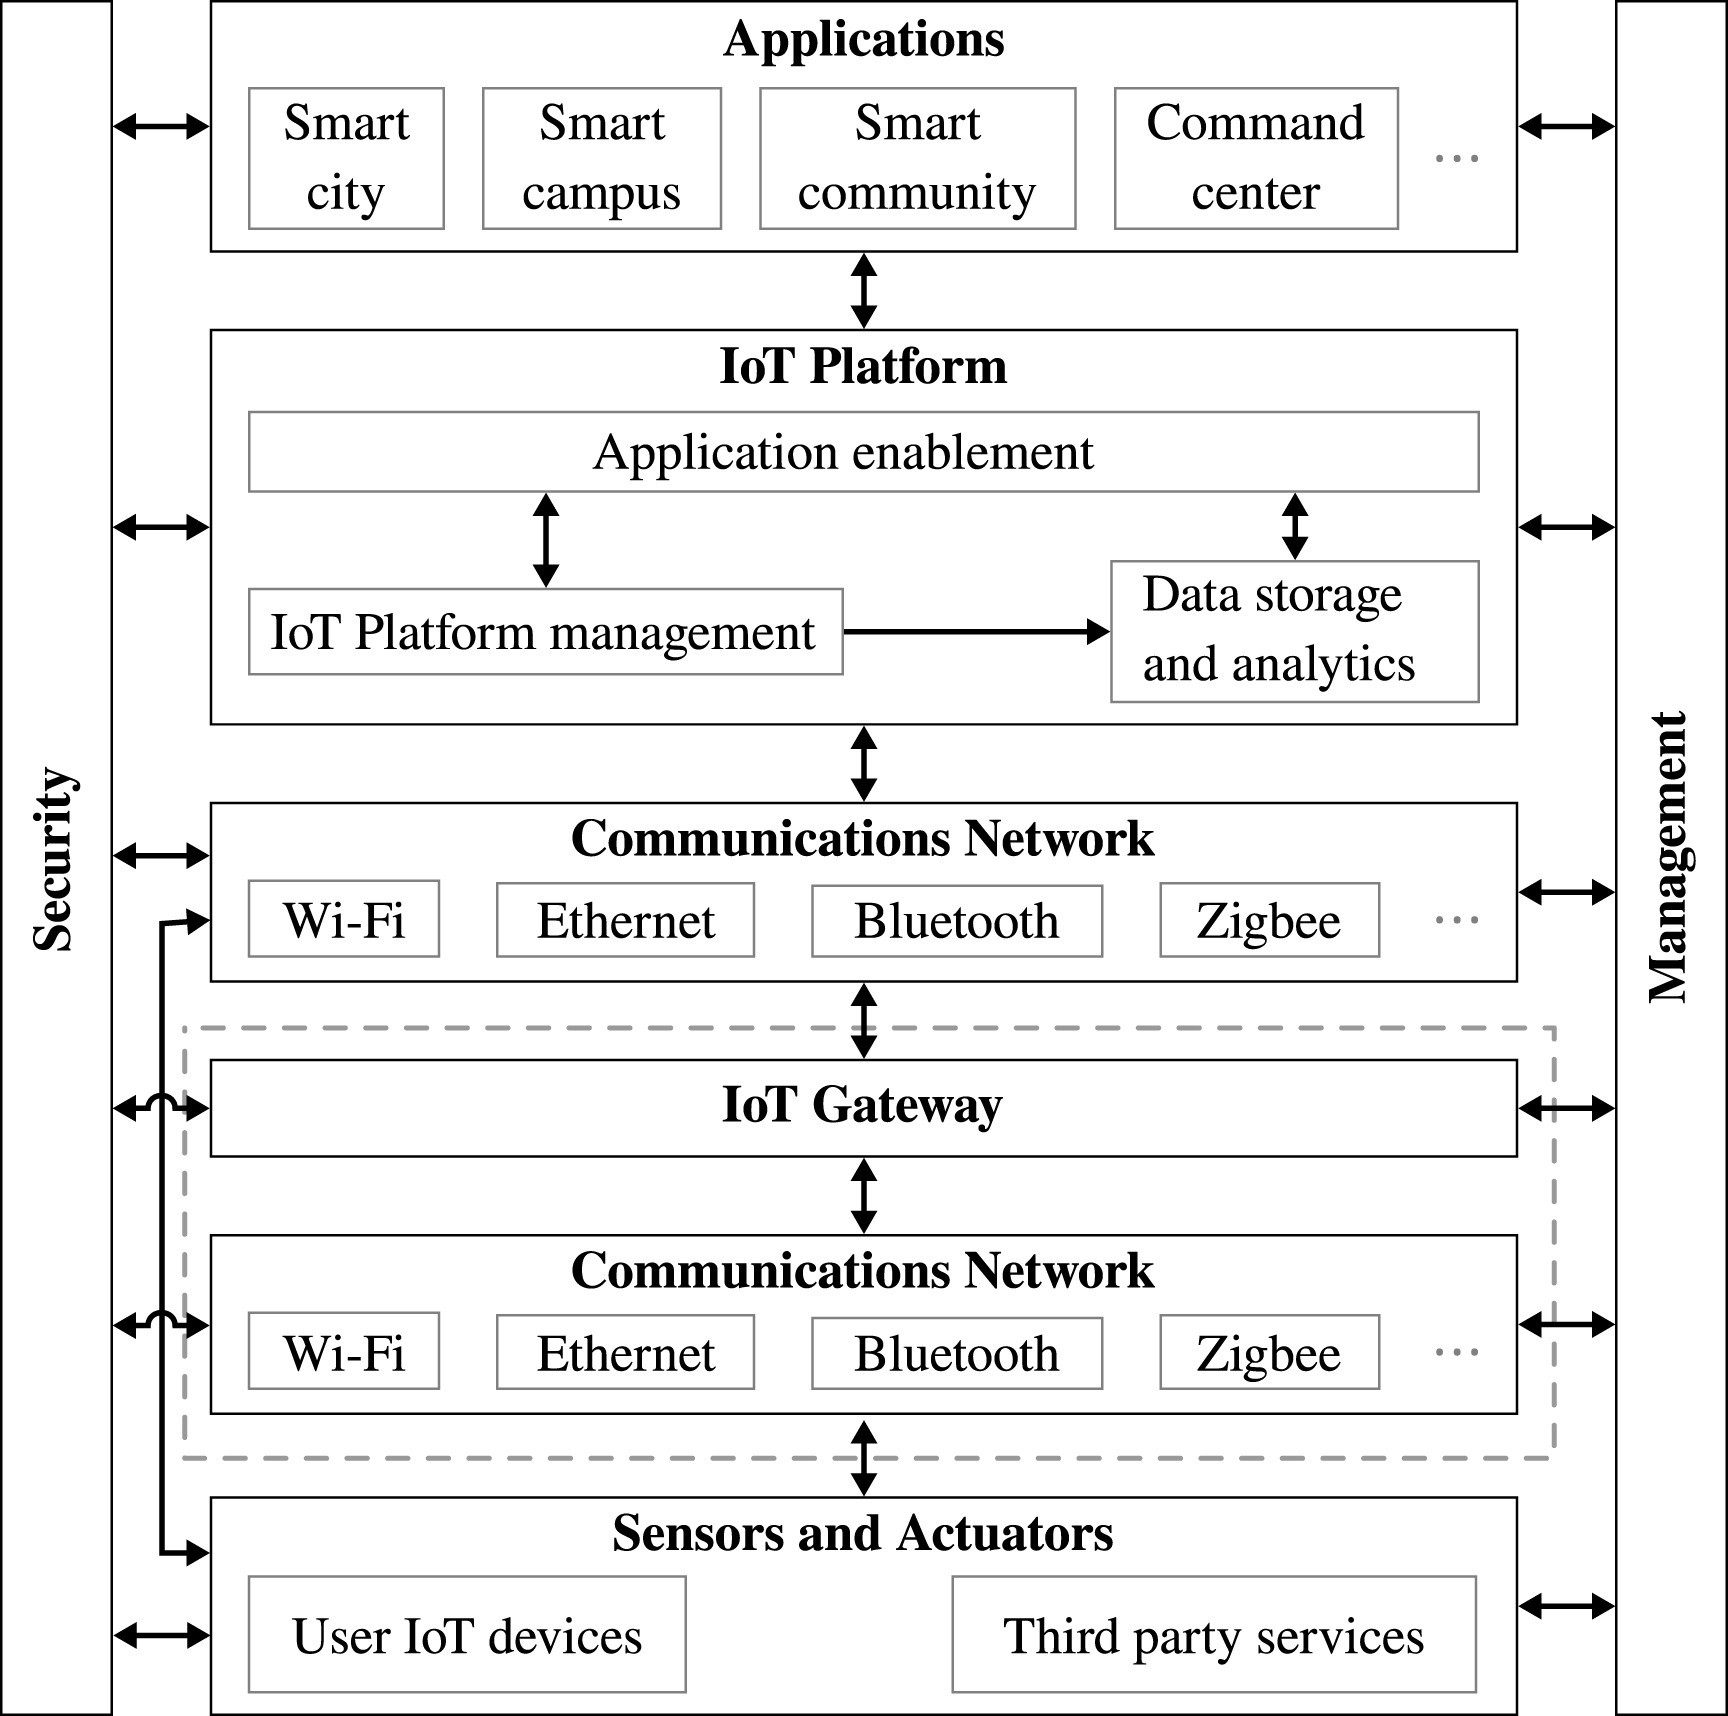 Applications
Smart
city
Smart
campus
Smart
community
Command
center
...
IoT Platform
Application enablement
IoT Platform management
Data storage
and analytics
Communications Network
Wi-Fi
Ethernet
Bluetooth
Zigbee
...
IoT Gateway
Communications Network
Wi-Fi
Ethernet
Bluetooth
Zigbee
...
Sensors and Actuators
User IoT devices
Third party services
Security
Management